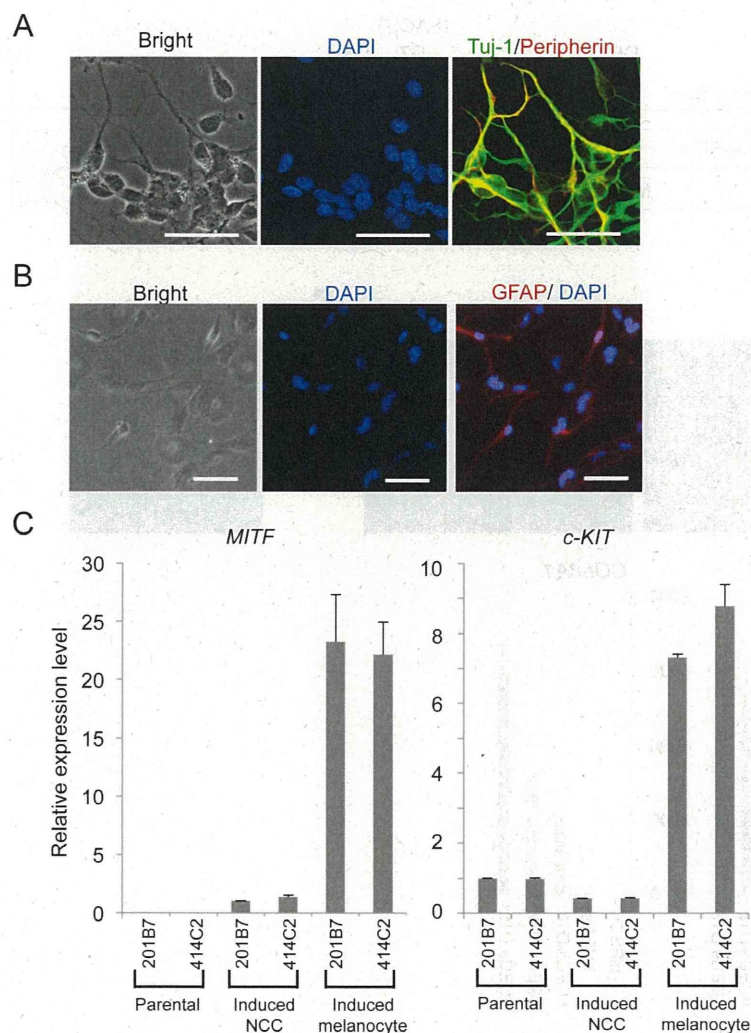 A
Bright
DAPI
Tuj-1/Peripherin
B
Bright
DAPI
GFAP/ DAPI
C
MITF
c-KIT
Relative expression level
30
25
20
15
10
5
0
10
8
6
4
2
0
201B7
414C2
201B7
414C2
201B7
414C2
201B7
414C2
201B7
414C2
201B7
414C2
Parental
Induced
NCC
Induced
melanocyte
Parental
Induced
NCC
Induced
melanocyte